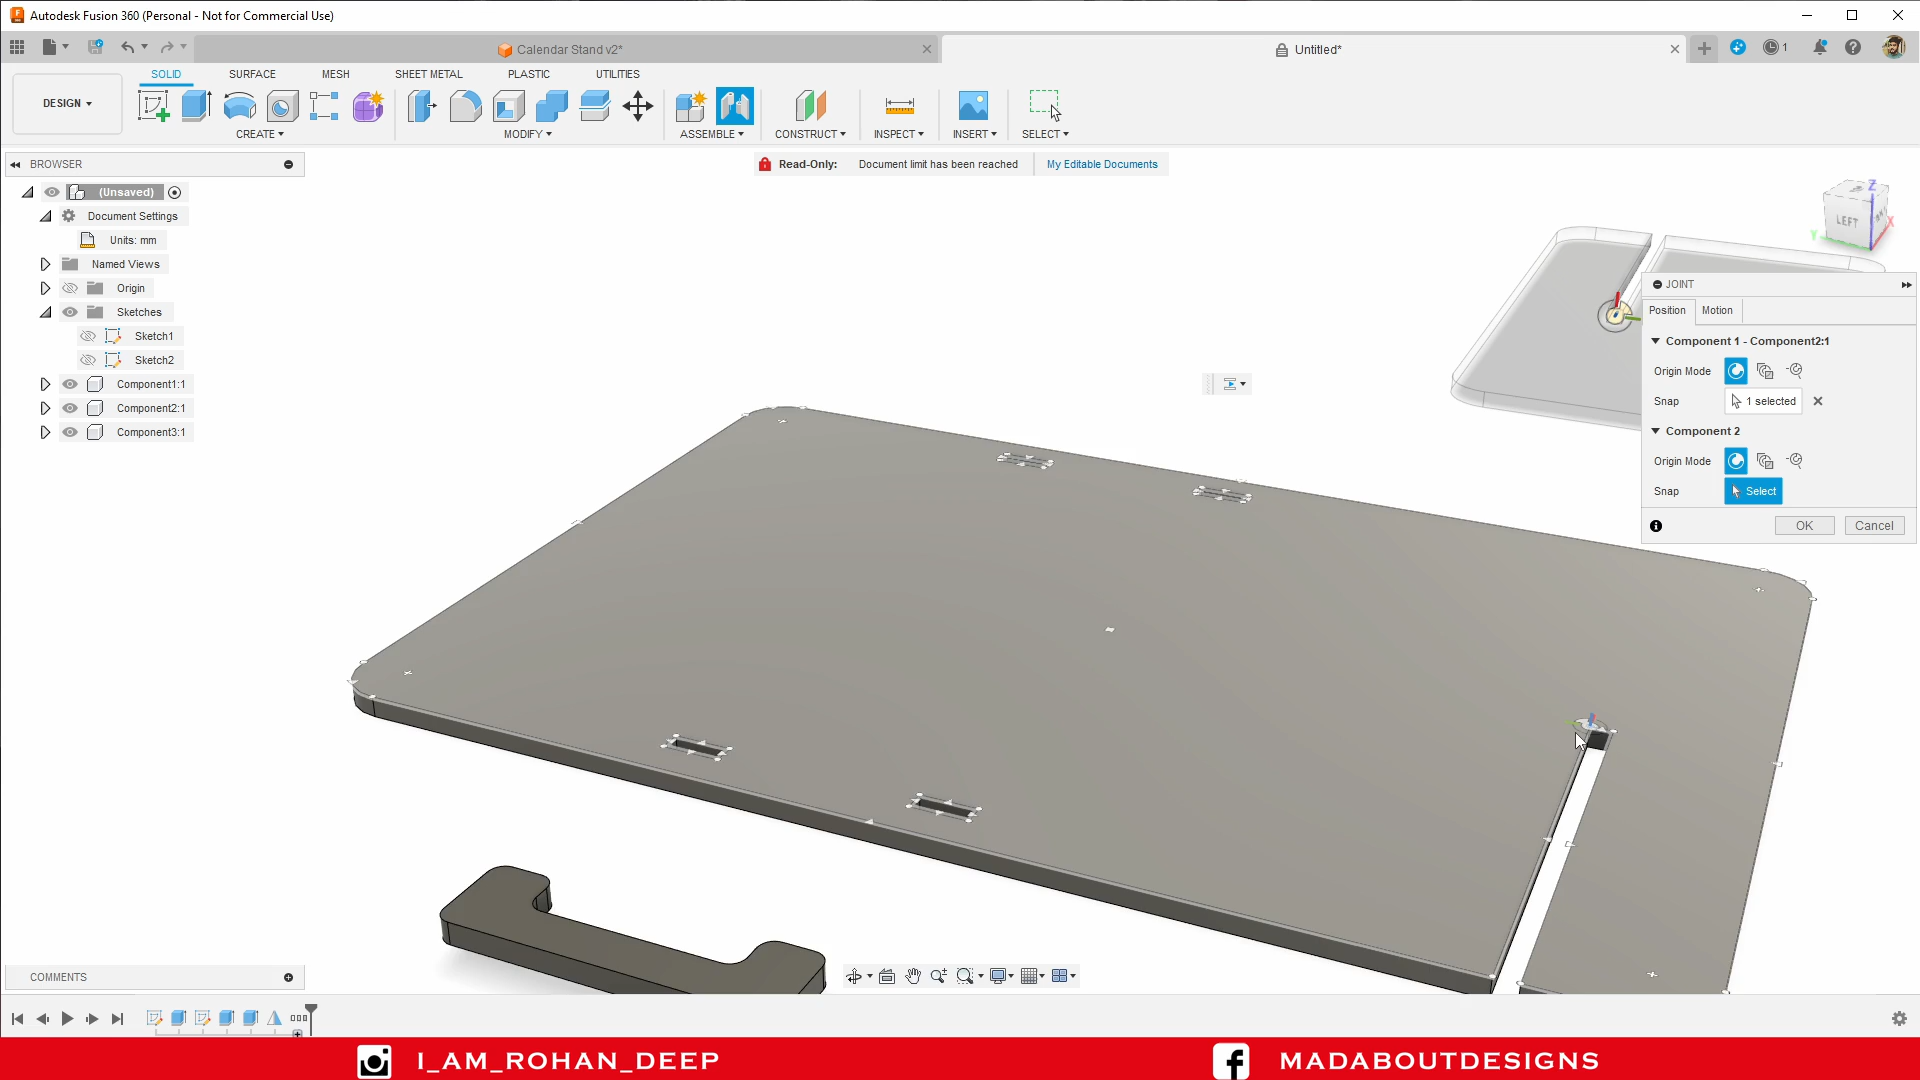 Autodesk Fusion 360 (Personal - Not for Commercial Use)
Calendar Stand v2*
Untitled*
1
SOLID
SURFACE
MESH
SHEET METAL
PLASTIC
UTILITIES
DESIGN
CREATE
MODIFY
ASSEMBLE
CONSTRUCT
INSPECT
INSERT
SELECT
BROWSER
Read-Only: Document limit has been reached My Editable Documents
(Unsaved)
Document Settings
Units: mm
Named Views
Origin
Sketches
Sketch1
Sketch2
Component1:1
Component2:1
Component3:1
Z
LEFT
X
Y
JOINT
Position Motion
Component 1 - Component2:1
Origin Mode
Snap 1 selected
Component 2
Origin Mode
Snap Select
OK Cancel
COMMENTS
I_AM_ROHAN_DEEP
MADABOUTDESIGNS